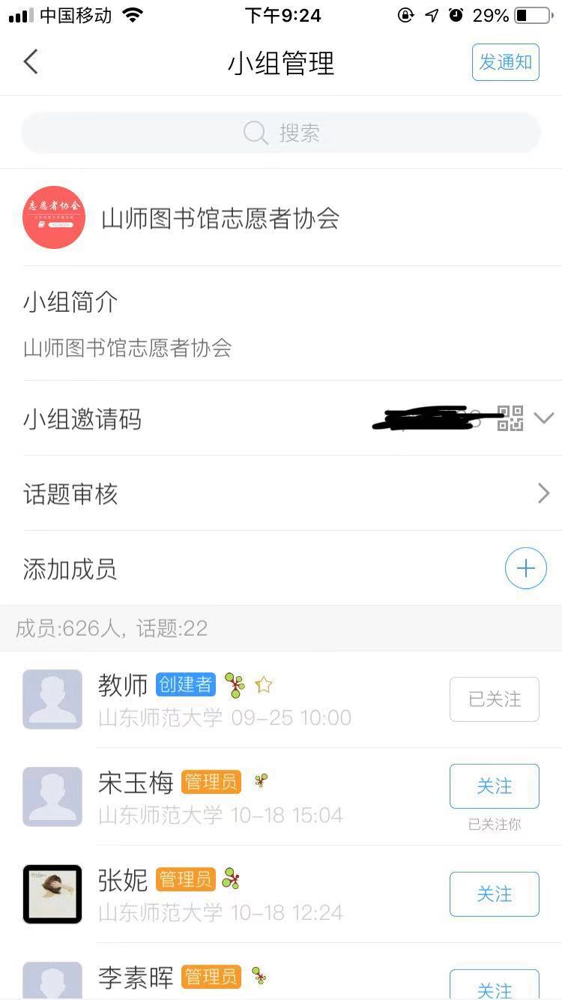 中国移动 下午9:24 29%
小组管理 发通知
搜索
志愿者协会
山师图书馆志愿者协会
小组简介
山师图书馆志愿者协会
小组邀请码
话题审核
添加成员
成员:626人, 话题:22
教师 创建者
山东师范大学 09-25 10:00
已关注
宋玉梅 管理员
山东师范大学 10-18 15:04
关注
已关注你
张妮 管理员
山东师范大学 10-18 12:24
关注
李素晖 管理员
关注